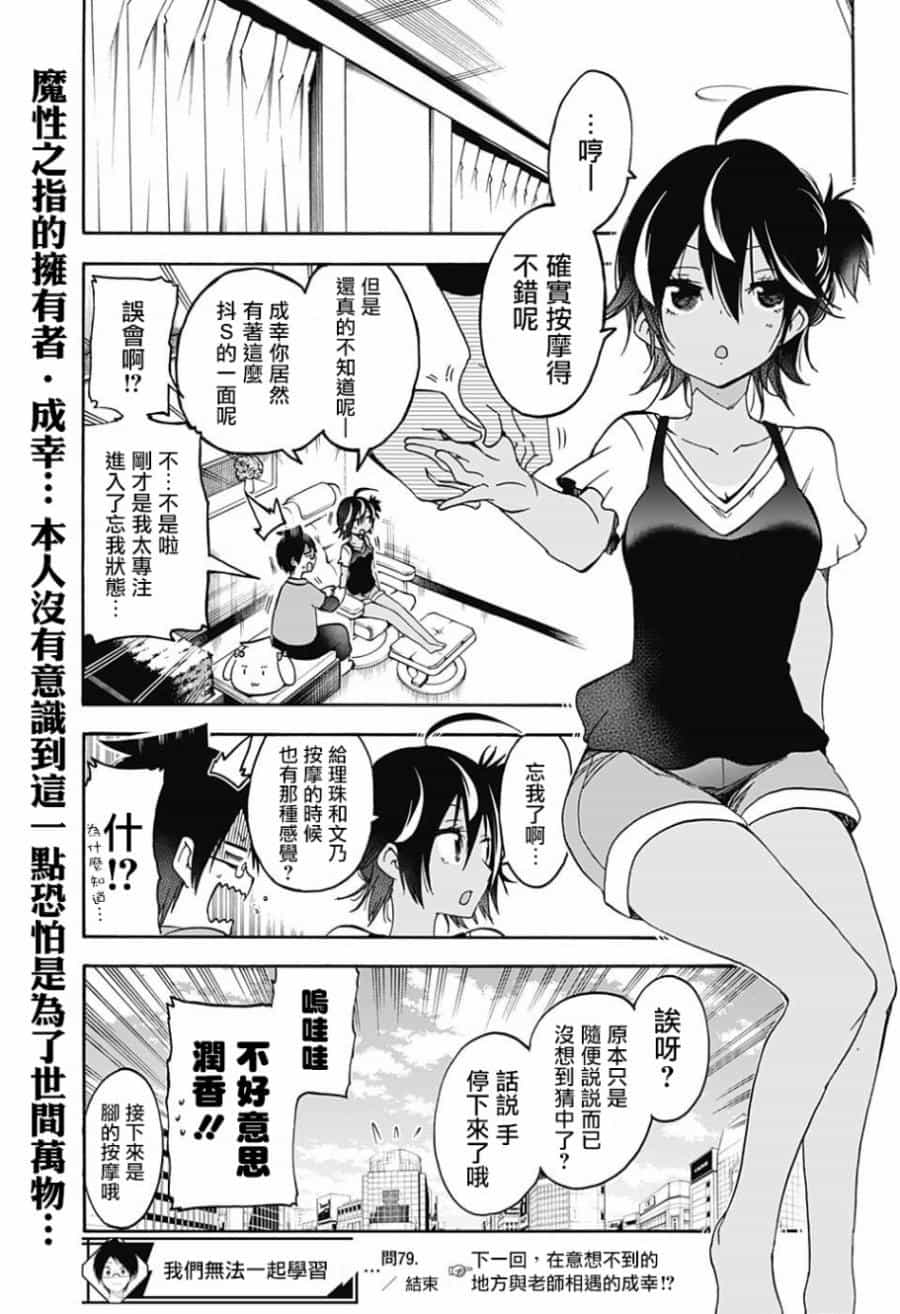 …哼—
確實按摩得
不錯呢
但是
還真的不知道呢—
成幸你居然
有著這麼
抖S的一面呢
誤會啊!?
不…不是啦
剛才是我太專注
進入了忘我狀態…
忘我了啊…
給理珠和文乃
按摩的時候
也有那種感覺?
什!?
為什麼知道…
誒呀?
原本只是
隨便說說而已
沒想到猜中了?
話說 手
停下來了哦
嗚哇哇
不好意思
潤香!!
接下來是
腳的按摩哦
魔性之指的擁有者・成幸…本人沒有意識到這一點恐怕是為了世間萬物…
我們無法一起學習
…
問79.
／結束
☞下一回，在意想不到的
地方與老師相遇的成幸!?